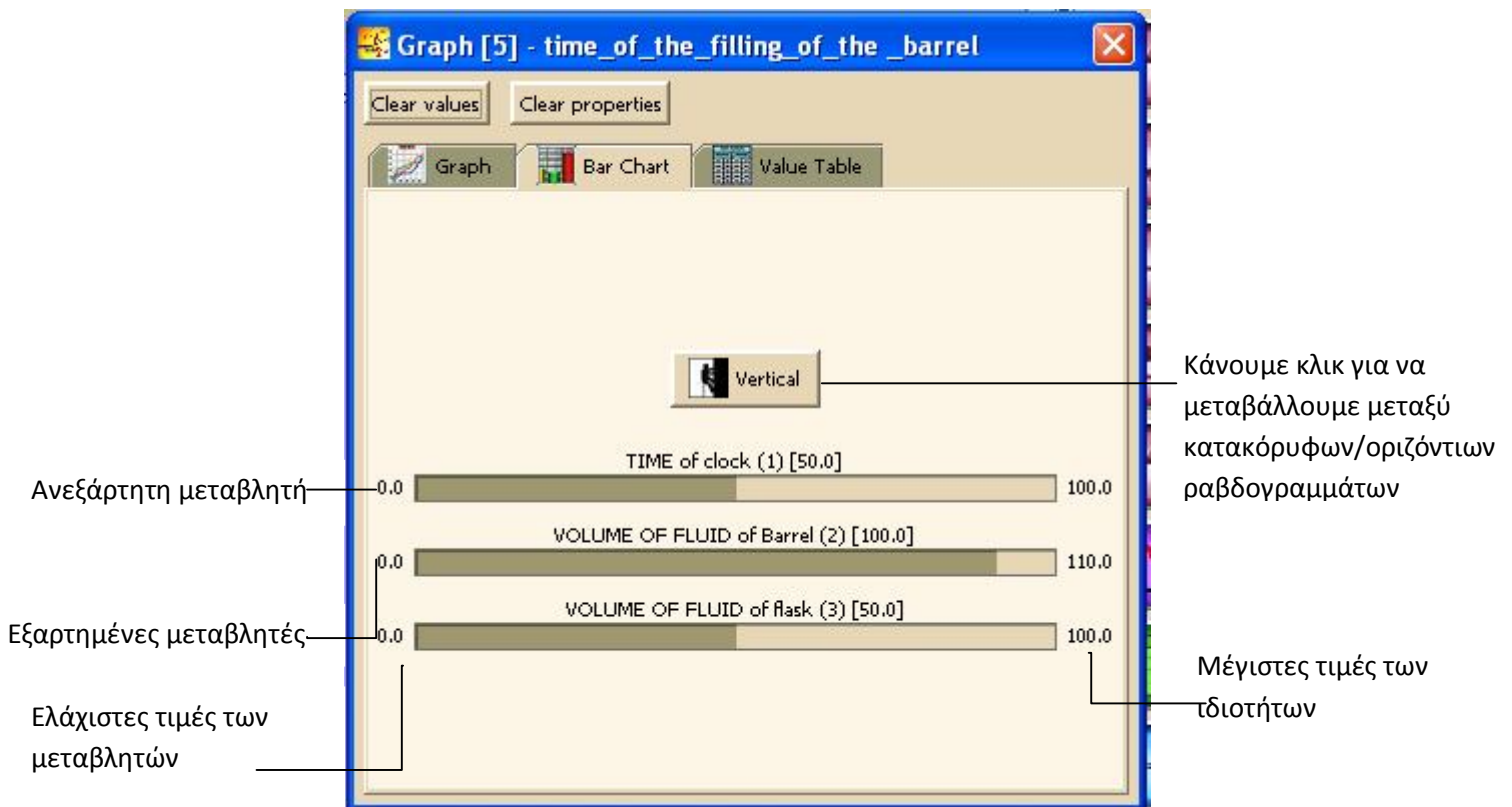 Graph [5] - time_of_the_filling_of_the _barrel
Clear values
Clear properties
Graph
Bar Chart
Value Table
Vertical
Κάνουμε κλικ για να
μεταβάλλουμε μεταξύ
κατακόρυφων/οριζόντιων
ραβδογραμμάτων
TIME of clock (1) [50.0]
Ανεξάρτητη μεταβλητή
0.0
100.0
VOLUME OF FLUID of Barrel (2) [100.0]
0.0
110.0
VOLUME OF FLUID of flask (3) [50.0]
Εξαρτημένες μεταβλητές
0.0
100.0
Μέγιστες τιμές των
ιδιοτήτων
Ελάχιστες τιμές των
μεταβλητών